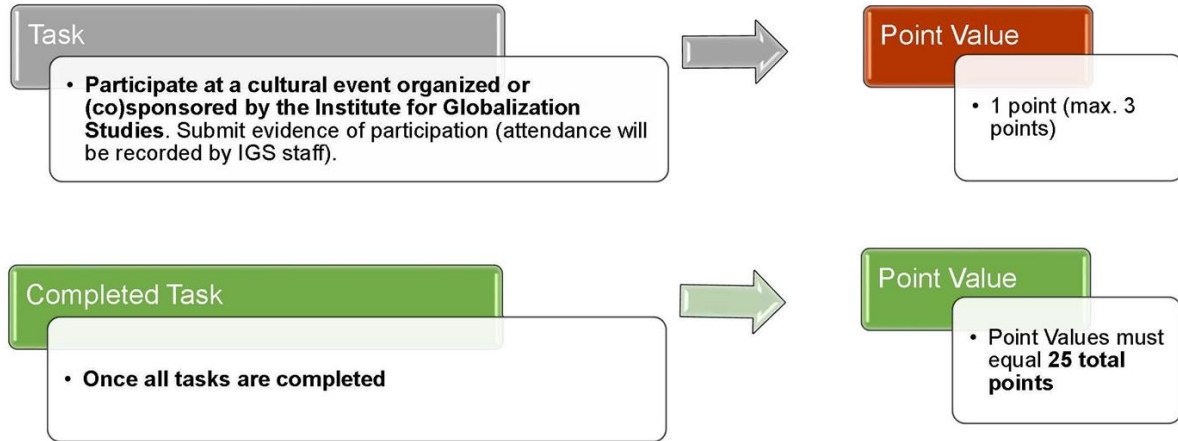 Task
• Participate at a cultural event organized or
(co)sponsored by the Institute for Globalization
Studies. Submit evidence of participation (attendance will
be recorded by IGS staff).
Point Value
• 1 point (max. 3
points)
Completed Task
• Once all tasks are completed
Point Value
• Point Values must
equal 25 total
points